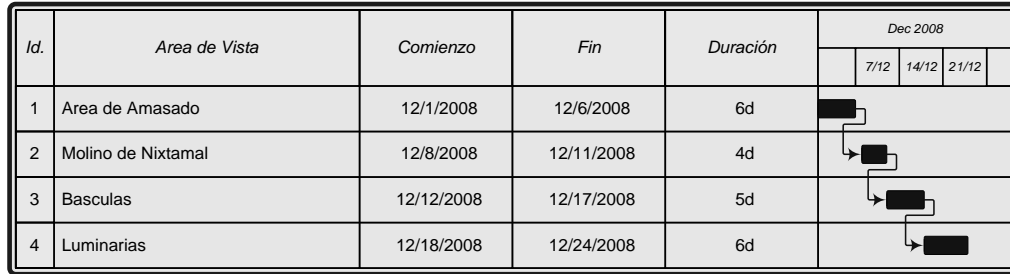 Id. Area de Vista Comienzo Fin Duración Dec 2008
7/12 14/12 21/12
1 Area de Amasado 12/1/2008 12/6/2008 6d
2 Molino de Nixtamal 12/8/2008 12/11/2008 4d
3 Basculas 12/12/2008 12/17/2008 5d
4 Luminarias 12/18/2008 12/24/2008 6d